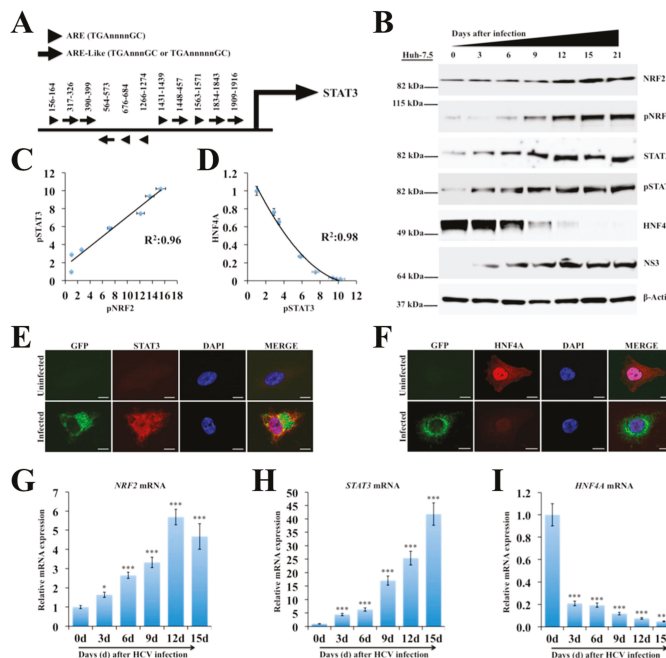 A
ARE (TGAnnnnGC)
ARE-Like (TGAnnnGC or TGAnnnnnGC)
156-164
317-326
390-399
564-573
676-684
1266-1274
1431-1439
1448-457
1563-1571
1834-1843
1909-1916
STAT3
B
Days after infection
Hub-7.5
0 3 6 9 12 15 21
NRF2
82 kDa
115 kDa
pNRF
STAT
82 kDa
pSTAT
82 kDa
HNF4
49 kDa
NS3
64 kDa
β-Acti
37 kDa
C
12
10
8
6
4
2
0
pSTAT3
R²:0.96
0 2 4 6 8 10 12 14 16 18
pNRF2
D
1.2
1
0.8
0.6
0.4
0.2
0
HNF4A
R²:0.98
0 2 4 6 8 10 12
pSTAT3
E
GFP STAT3 DAPI MERGE
Uninfected
Infected
F
GFP HNF4A DAPI MERGE
Uninfected
Infected
G
NRF2 mRNA
Relative mRNA expression
7
6
5
4
3
2
1
0
*
***
***
***
***
0d 3d 6d 9d 12d 15d
Days (d) after HCV infection
H
STAT3 mRNA
Relative mRNA expression
45
40
35
30
25
20
15
10
5
0
***
***
***
***
***
0d 3d 6d 9d 12d 15d
Days (d) after HCV infection
I
HNF4A mRNA
Relative mRNA expression
1.2
1.0
0.8
0.6
0.4
0.2
0.0
***
***
***
***
**
0d 3d 6d 9d 12d 15d
Days (d) after HCV infection